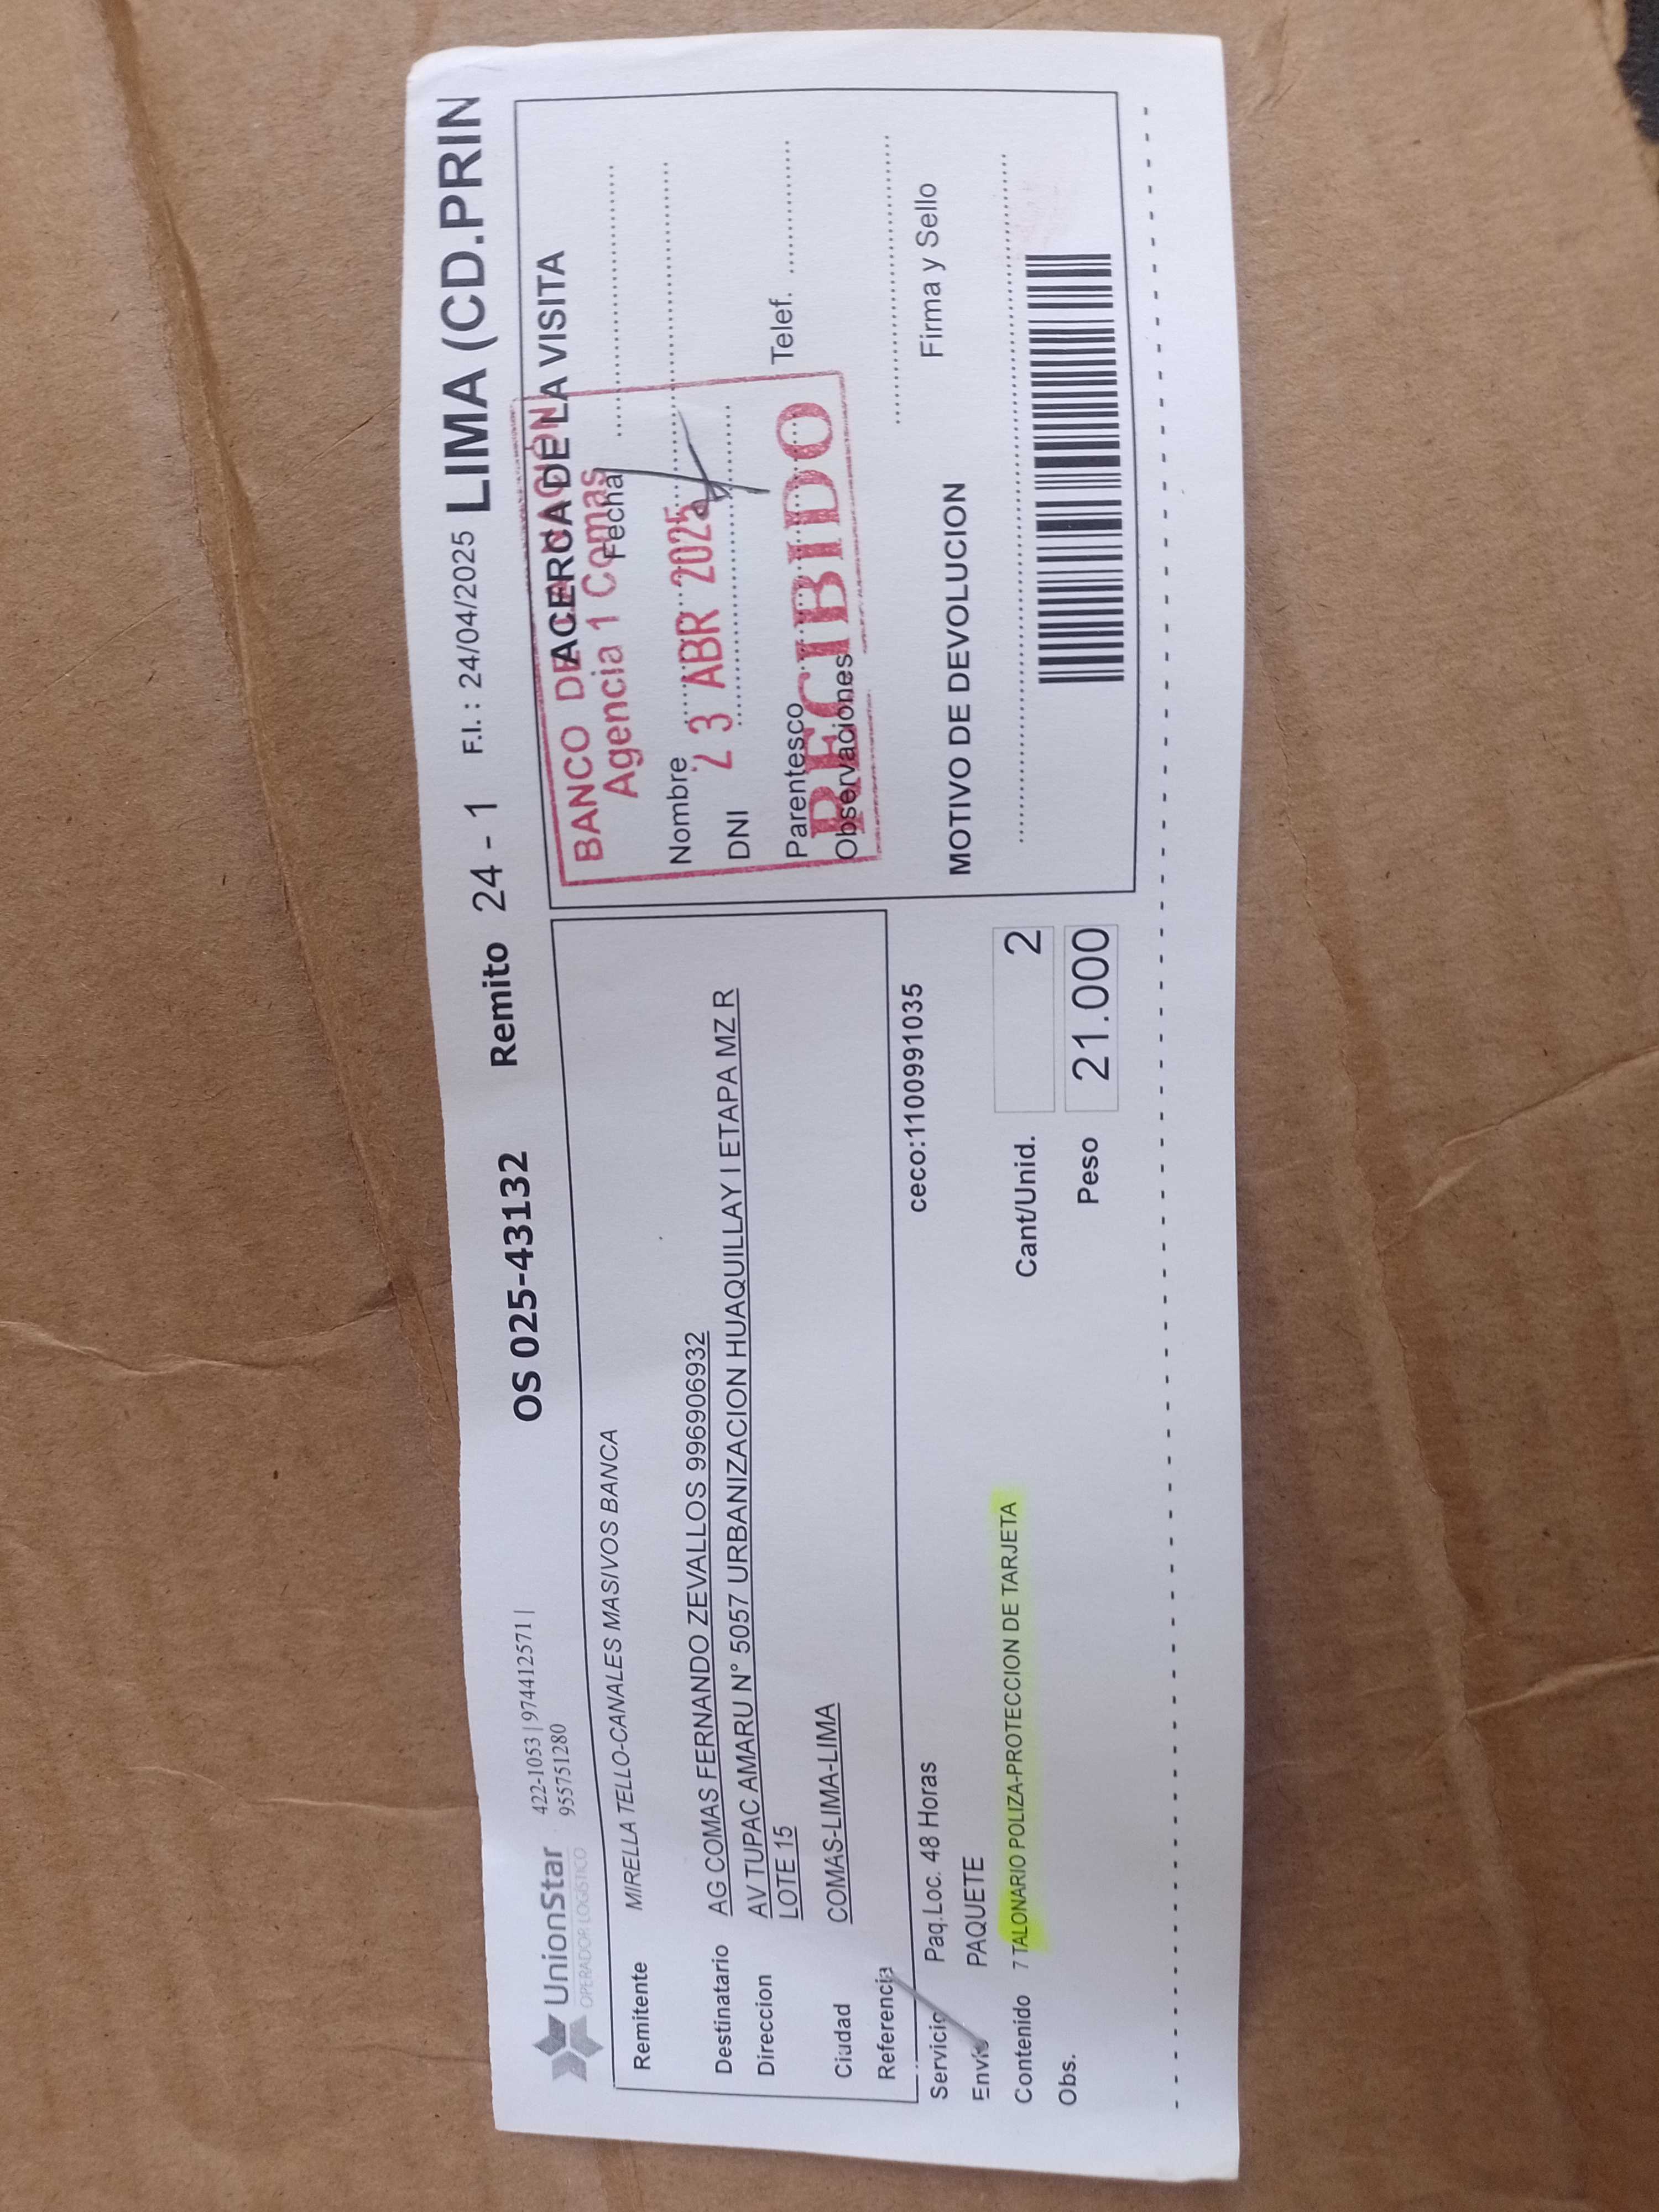 UnionStar
OPERADOR LOGÍSTICO
422-1053 | 974412571 |
955751280
OS 025-43132 Remito 24 - 1 F.I. : 24/04/2025 LIMA (CD.PRIN
Remitente MIRELLA TELLO-CANALES MASIVOS BANCA
Destinatario AG COMAS FERNANDO ZEVALLOS 996906932
Direccion AV TUPAC AMARU N° 5057 URBANIZACION HUAQUILLAY I ETAPA MZ R
LOTE 15
Ciudad COMAS-LIMA-LIMA
Referencia
Servicio Paq.Loc. 48 Horas
ceco:1100991035
Envio PAQUETE
Contenido 7 TALONARIO POLIZA-PROTECCION DE TARJETA
Obs.
Cant/Unid. 2
Peso 21.000
ACERCA DE LA VISITA
Fecha
Nombre
DNI
Parentesco Telef.
Observaciones
Firma y Sello
MOTIVO DE DEVOLUCION
BANCO DE LA NACIÓN
Agencia 1 Comas
23 ABR 2025
RECIBIDO